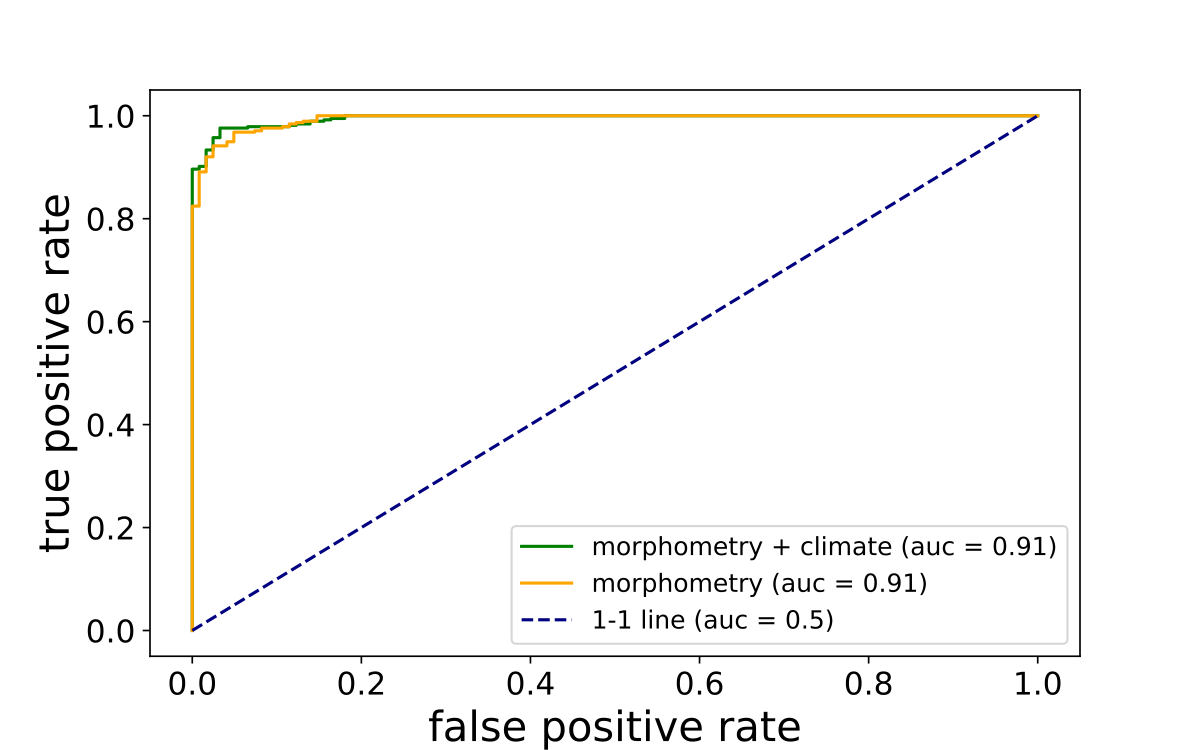 true positive rate
1.0
0.8
0.6
0.4
0.2
0.0
morphometry + climate (auc = 0.91)
morphometry (auc = 0.91)
1-1 line (auc = 0.5)
0.0 0.2 0.4 0.6 0.8 1.0
false positive rate